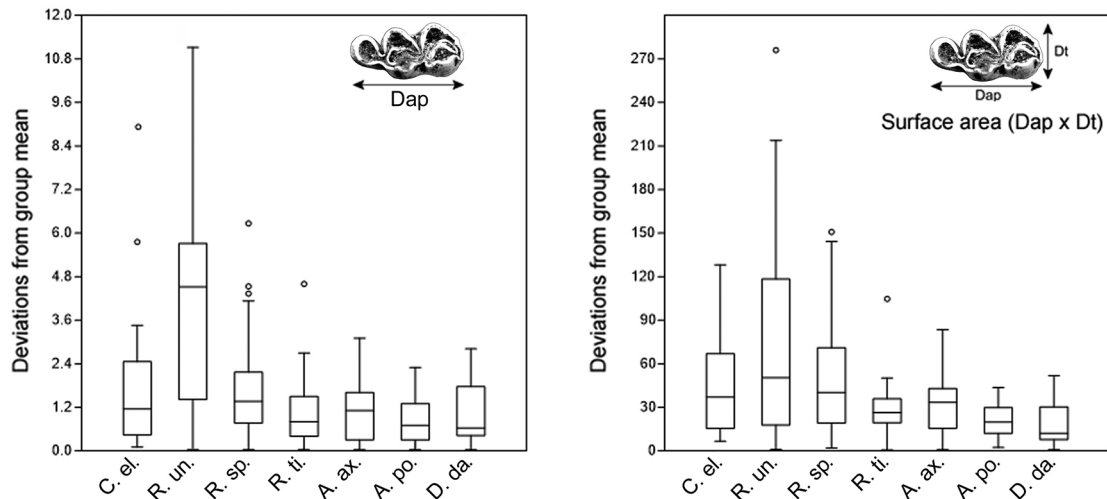 Deviations from group mean
12.0
10.8
9.6
8.4
7.2
6.0
4.8
3.6
2.4
1.2
0.0
Dap
C. el.
R. un.
R. sp.
R. ti.
A. ax.
A. po.
D. da.
Deviations from group mean
270
240
210
180
150
120
90
60
30
0
Dt
Dap
Surface area (Dap x Dt)
C. el.
R. un.
R. sp.
R. ti.
A. ax.
A. po.
D. da.